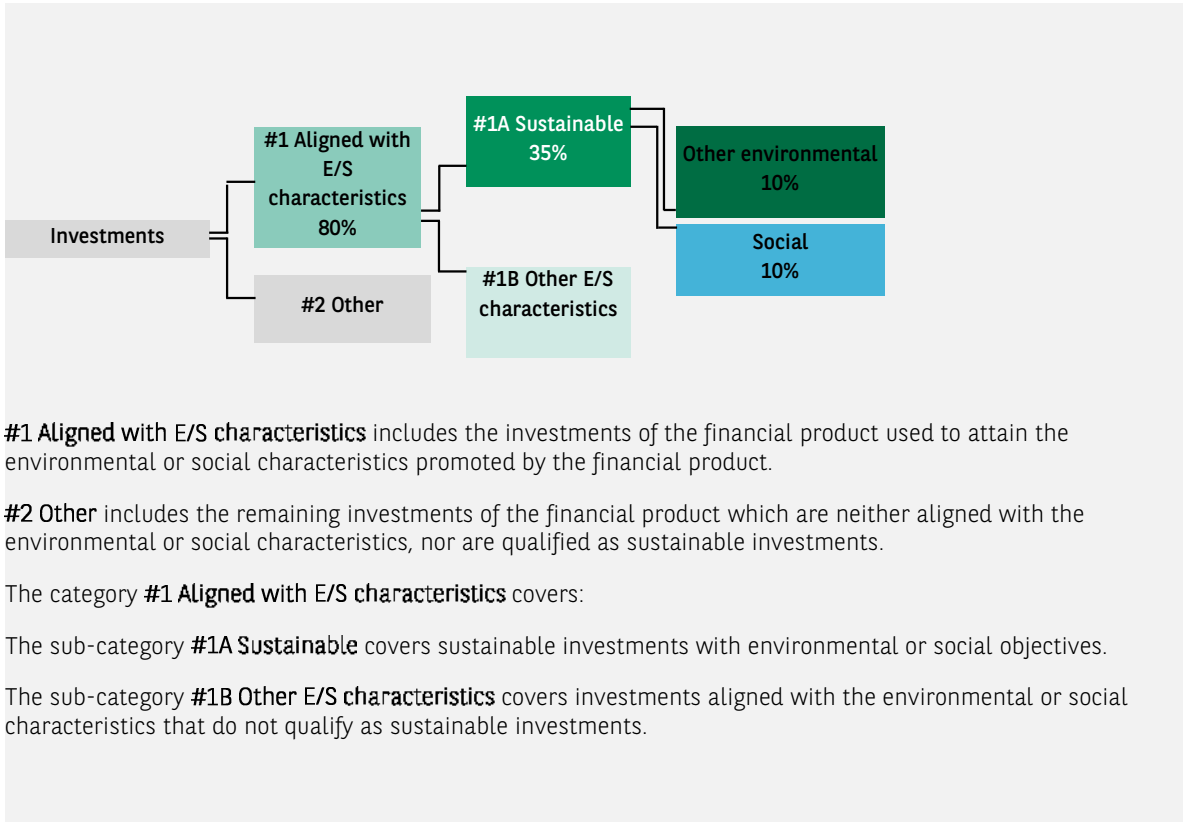 #1A Sustainable
35%
#1 Aligned with
E/S
characteristics
80%
Other environmental
10%
Investments
Social
10%
#2 Other
#1B Other E/S
characteristics
#1 Aligned with E/S characteristics includes the investments of the financial product used to attain the
environmental or social characteristics promoted by the financial product.
#2 Other includes the remaining investments of the financial product which are neither aligned with the
environmental or social characteristics, nor are qualified as sustainable investments.
The category #1 Aligned with E/S characteristics covers:
The sub-category #1A Sustainable covers sustainable investments with environmental or social objectives.
The sub-category #1B Other E/S characteristics covers investments aligned with the environmental or social
characteristics that do not qualify as sustainable investments.